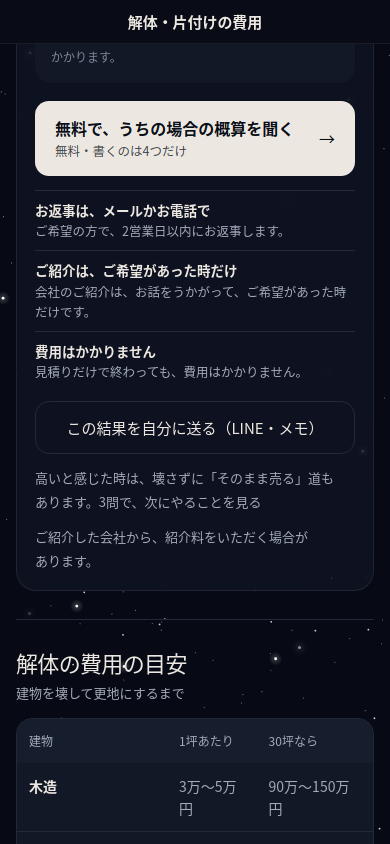 解体・片付けの費用
かかります。
無料で、うちの場合の概算を聞く
無料・書くのは4つだけ
→
お返事は、メールかお電話で
ご希望の方で、2営業日以内にお返事します。
ご紹介は、ご希望があった時だけ
会社のご紹介は、お話をうかがって、ご希望があった時
だけです。
費用はかかりません
見積りだけで終わっても、費用はかかりません。
この結果を自分に送る（LINE・メモ）
高いと感じた時は、壊さずに「そのまま売る」道も
あります。3問で、次にやることを見る
ご紹介した会社から、紹介料をいただく場合が
あります。
解体の費用の目安
建物を壊して更地にするまで
建物 1坪あたり 30坪なら
木造 3万〜5万 90万〜150万
円 円